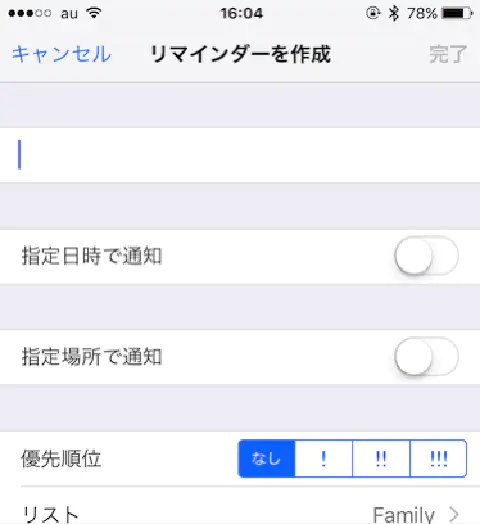 au 16:04 78%
キャンセル リマインダーを作成 完了
指定日時で通知
指定場所で通知
優先順位 なし ! !! !!!
リスト Family >